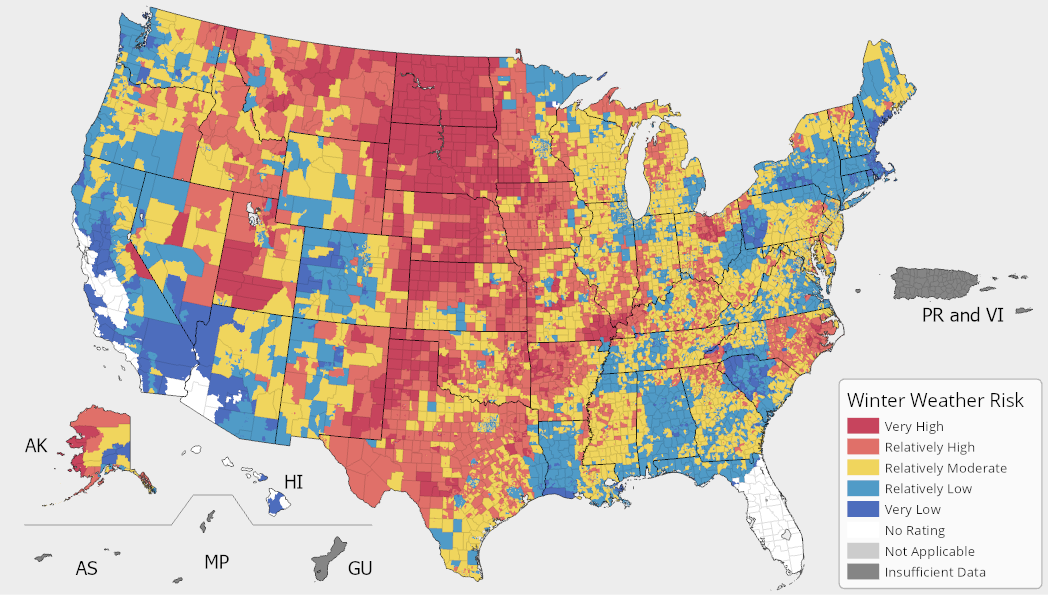 PR and VI
Winter Weather Risk
Very High
Relatively High
Relatively Moderate
Relatively Low
Very Low
No Rating
Not Applicable
Insufficient Data
AK
HI
AS
MP
GU